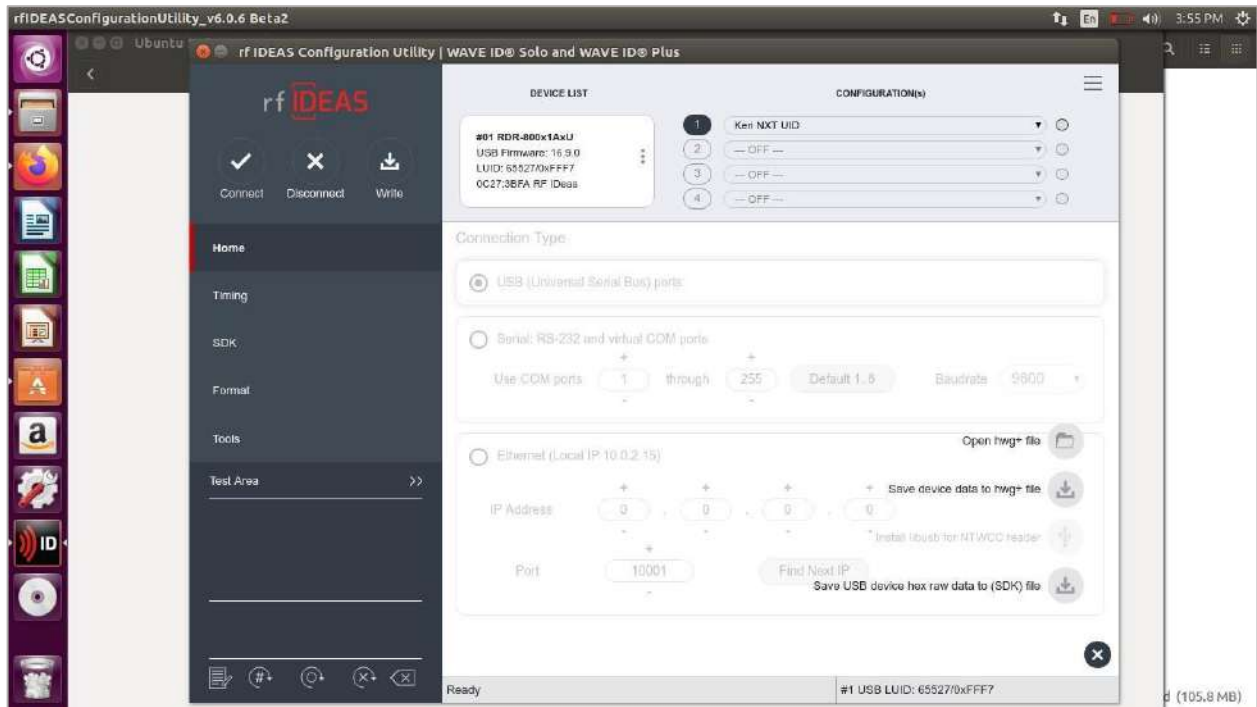 rfIDEASConfigurationUtility_v6.0.6 Beta2
En
3:55 PM
Ubuntu
rf IDEAS Configuration Utility | WAVE ID® Solo and WAVE ID® Plus
rf IDEAS
Connect Disconnect Write
Home
Timing
SDK
Format
Tools
Test Area >>
DEVICE LIST
#01 RDR-800x1AxU
USB Firmware: 16.9.0
LUID: 65527/0xFFF7
0C27:3BFA RF IDeas
CONFIGURATION(s)
1 Keri NXT UID
2 --- OFF ---
3 --- OFF ---
4 --- OFF ---
Connection Type
USB (Universal Serial Bus) ports
Serial: RS-232 and virtual COM ports
+ +
Use COM ports 1 through 255 Default 1..8 Baudrate 9600
- -
Open hwg+ file
Ethernet (Local IP 10.0.2.15)
+ + + +
Save device data to hwg+ file
IP Address 0 . 0 . 0 . 0
- - - -
Install libusb for NTWCC reader
+
Port 10001 Find Next IP
-
Save USB device hex raw data to (SDK) file
Ready
#1 USB LUID: 65527/0xFFF7
a
ID
d (105.8 MB)